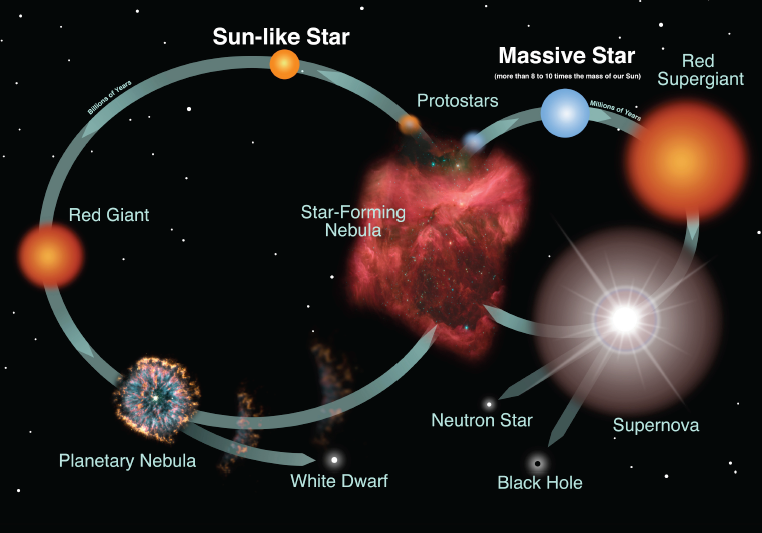 Sun-like Star
Massive Star
(more than 8 to 10 times the mass of our Sun)
Red
Supergiant
Protostars
Billions of Years
Millions of Years
Red Giant
Star-Forming
Nebula
Neutron Star
Supernova
Planetary Nebula
White Dwarf
Black Hole